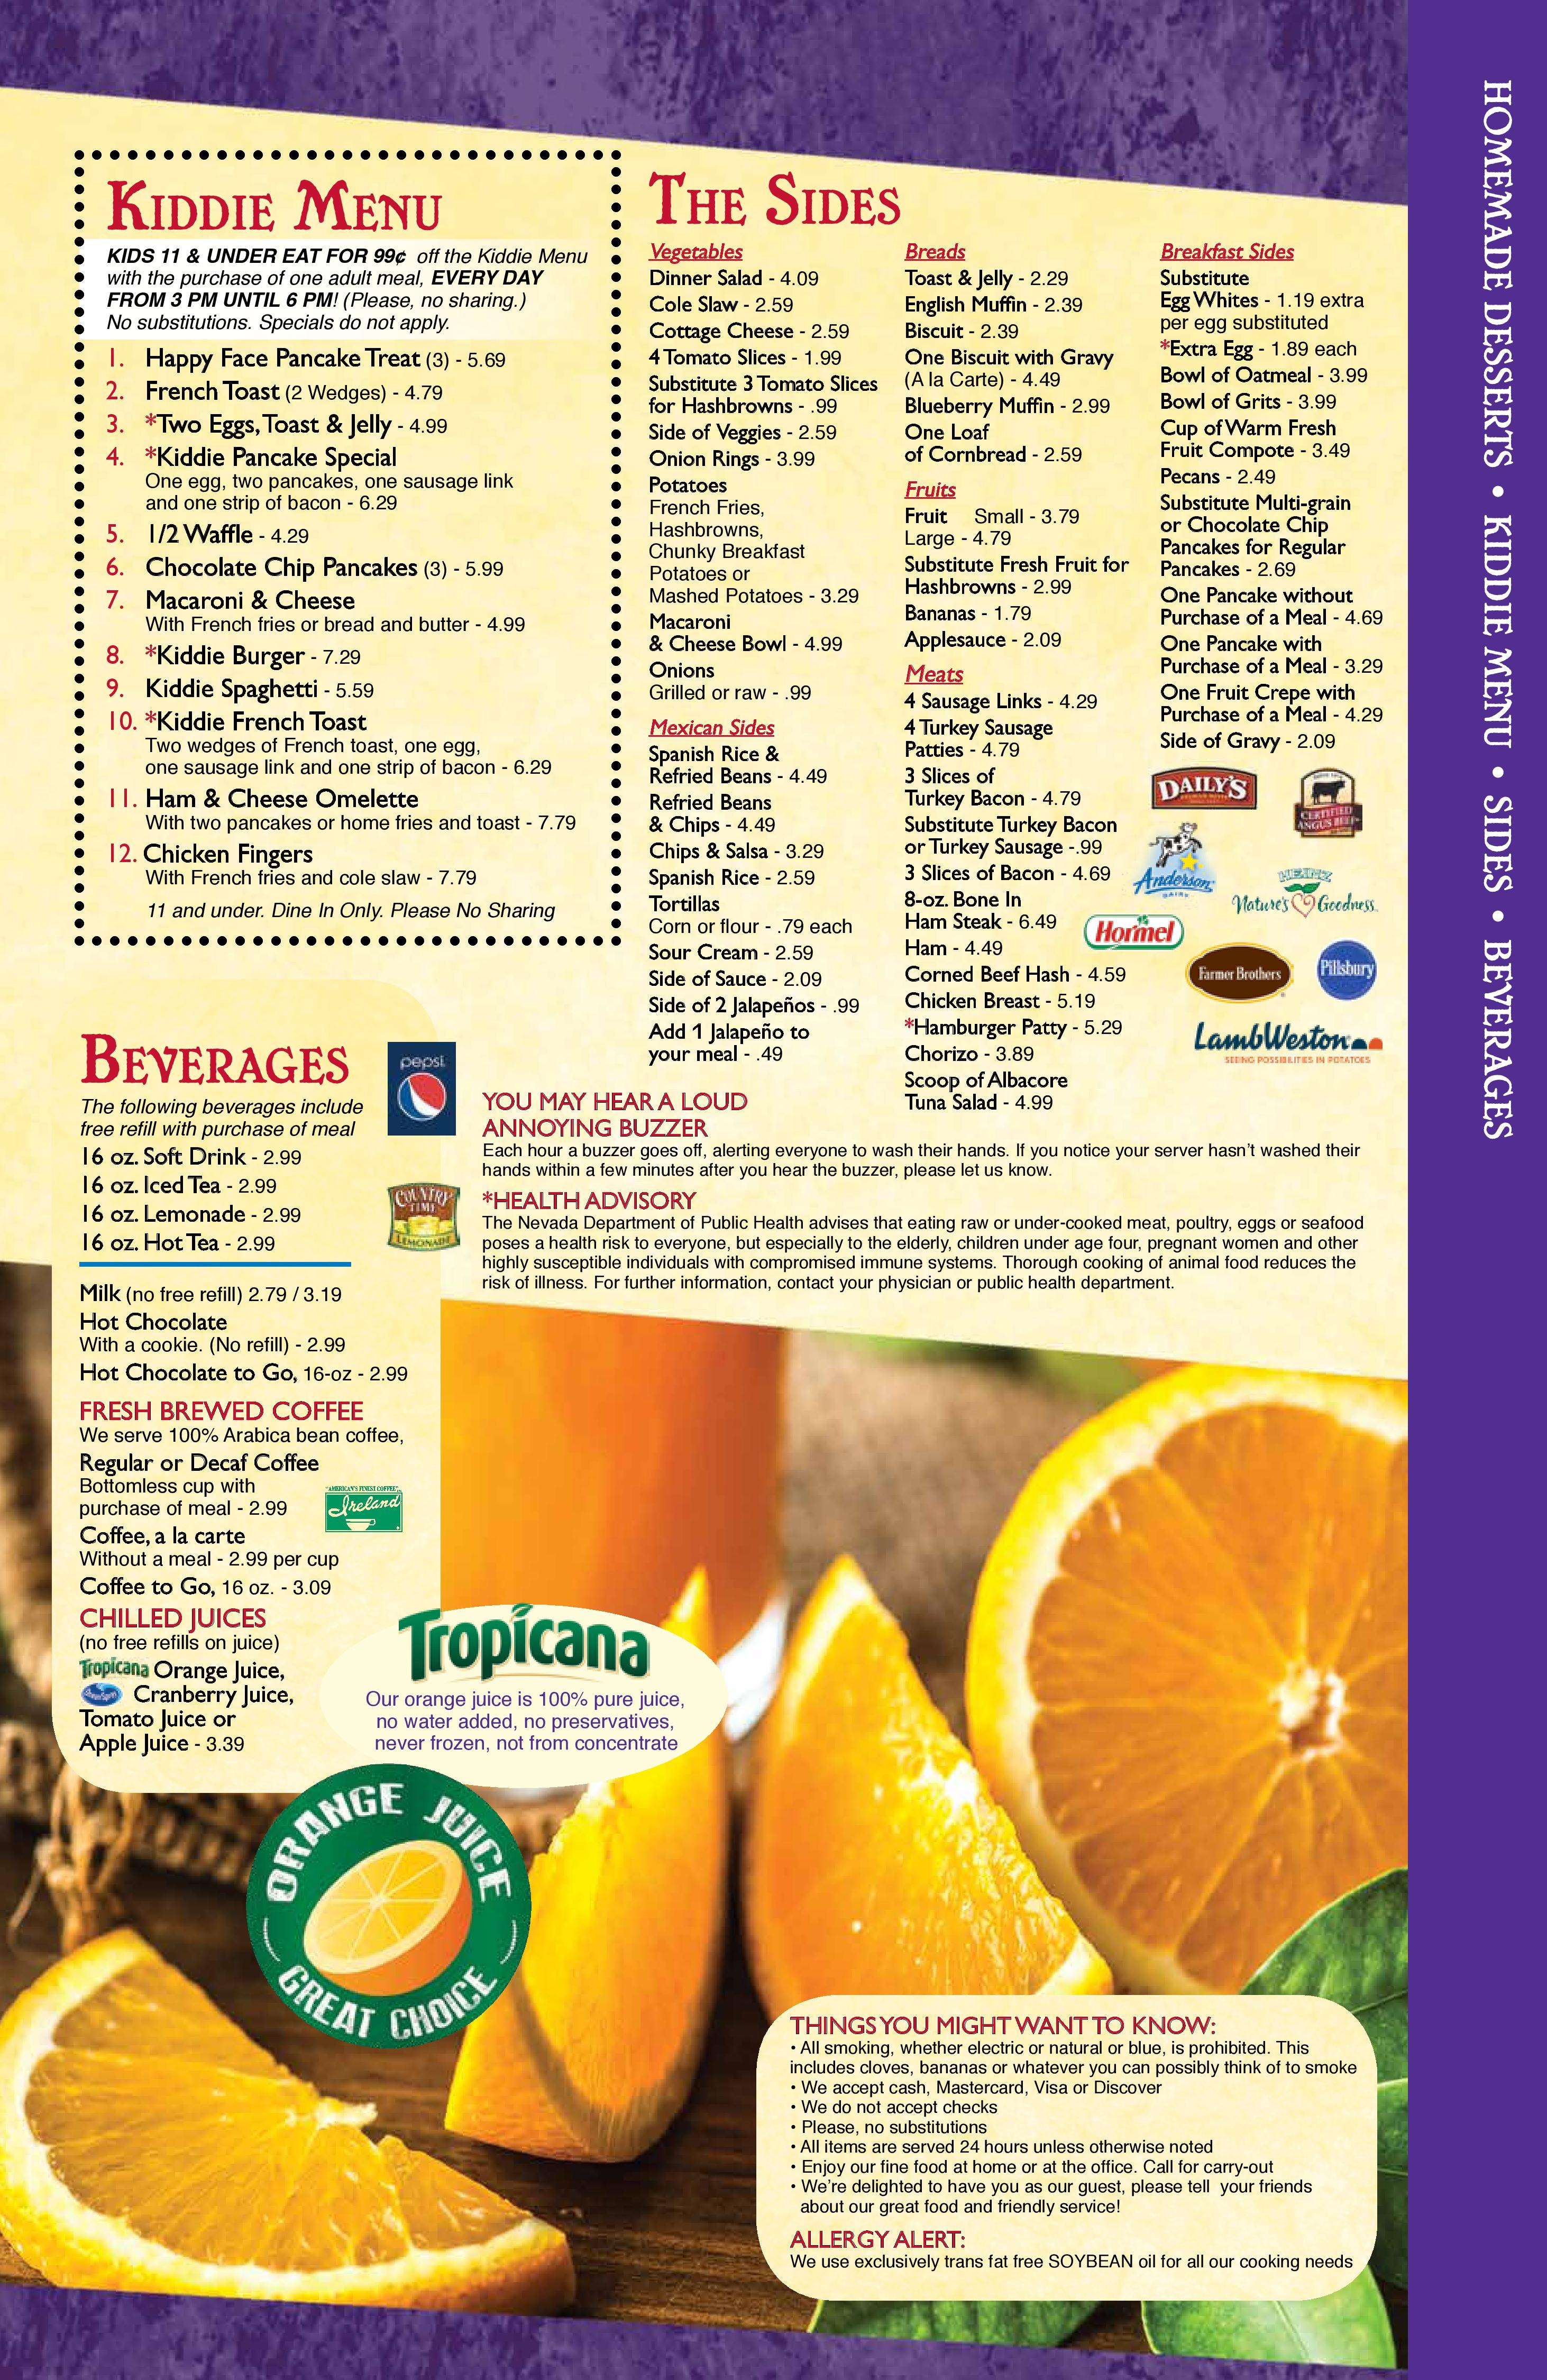 HOMEMADE DESSERTS • KIDDIE MENU • SIDES • BEVERAGES
KIDDIE MENU
KIDS 11 & UNDER EAT FOR 99¢ off the Kiddie Menu
with the purchase of one adult meal, EVERY DAY
FROM 3 PM UNTIL 6 PM! (Please, no sharing.)
No substitutions. Specials do not apply.
1. Happy Face Pancake Treat (3) - 5.69
2. French Toast (2 Wedges) - 4.79
3. *Two Eggs, Toast & Jelly - 4.99
4. *Kiddie Pancake Special
One egg, two pancakes, one sausage link
and one strip of bacon - 6.29
5. 1/2 Waffle - 4.29
6. Chocolate Chip Pancakes (3) - 5.99
7. Macaroni & Cheese
With French fries or bread and butter - 4.99
8. *Kiddie Burger - 7.29
9. Kiddie Spaghetti - 5.59
10. *Kiddie French Toast
Two wedges of French toast, one egg,
one sausage link and one strip of bacon - 6.29
11. Ham & Cheese Omelette
With two pancakes or home fries and toast - 7.79
12. Chicken Fingers
With French fries and cole slaw - 7.79
11 and under. Dine In Only. Please No Sharing
THE SIDES
Vegetables
Dinner Salad - 4.09
Cole Slaw - 2.59
Cottage Cheese - 2.59
4 Tomato Slices - 1.99
Substitute 3 Tomato Slices
for Hashbrowns - .99
Side of Veggies - 2.59
Onion Rings - 3.99
Potatoes
French Fries,
Hashbrowns,
Chunky Breakfast
Potatoes or
Mashed Potatoes - 3.29
Macaroni
& Cheese Bowl - 4.99
Onions
Grilled or raw - .99
Mexican Sides
Spanish Rice &
Refried Beans - 4.49
Refried Beans
& Chips - 4.49
Chips & Salsa - 3.29
Spanish Rice - 2.59
Tortillas
Corn or flour - .79 each
Sour Cream - 2.59
Side of Sauce - 2.09
Side of 2 Jalapeños - .99
Add 1 Jalapeño to
your meal - .49
Breads
Toast & Jelly - 2.29
English Muffin - 2.39
Biscuit - 2.39
One Biscuit with Gravy
(A la Carte) - 4.49
Blueberry Muffin - 2.99
One Loaf
of Cornbread - 2.59
Fruits
Fruit Small - 3.79
Large - 4.79
Substitute Fresh Fruit for
Hashbrowns - 2.99
Bananas - 1.79
Applesauce - 2.09
Meats
4 Sausage Links - 4.29
4 Turkey Sausage
Patties - 4.79
3 Slices of
Turkey Bacon - 4.79
Substitute Turkey Bacon
or Turkey Sausage -.99
3 Slices of Bacon - 4.69
8-oz. Bone In
Ham Steak - 6.49
Ham - 4.49
Corned Beef Hash - 4.59
Chicken Breast - 5.19
*Hamburger Patty - 5.29
Chorizo - 3.89
Scoop of Albacore
Tuna Salad - 4.99
Breakfast Sides
Substitute
Egg Whites - 1.19 extra
per egg substituted
*Extra Egg - 1.89 each
Bowl of Oatmeal - 3.99
Bowl of Grits - 3.99
Cup of Warm Fresh
Fruit Compote - 3.49
Pecans - 2.49
Substitute Multi-grain
or Chocolate Chip
Pancakes for Regular
Pancakes - 2.69
One Pancake without
Purchase of a Meal - 4.69
One Pancake with
Purchase of a Meal - 3.29
One Fruit Crepe with
Purchase of a Meal - 4.29
Side of Gravy - 2.09
DAILY'S
CERTIFIED
ANGUS BEEF
Anderson
DAIRY
HEINZ
Nature's Goodness
Hormel
Farmer Brothers
Pillsbury
LambWeston
SEEING POSSIBILITIES IN POTATOES
BEVERAGES
pepsi
The following beverages include
free refill with purchase of meal
16 oz. Soft Drink - 2.99
16 oz. Iced Tea - 2.99
16 oz. Lemonade - 2.99
16 oz. Hot Tea - 2.99
COUNTRY
TIME
LEMONADE
Milk (no free refill) 2.79 / 3.19
Hot Chocolate
With a cookie. (No refill) - 2.99
Hot Chocolate to Go, 16-oz - 2.99
FRESH BREWED COFFEE
We serve 100% Arabica bean coffee,
Regular or Decaf Coffee
Bottomless cup with
purchase of meal - 2.99
"AMERICA'S FINEST COFFEE"
Ireland
Coffee, a la carte
Without a meal - 2.99 per cup
Coffee to Go, 16 oz. - 3.09
CHILLED JUICES
(no free refills on juice)
Tropicana Orange Juice,
Ocean Spray Cranberry Juice,
Tomato Juice or
Apple Juice - 3.39
YOU MAY HEAR A LOUD
ANNOYING BUZZER
Each hour a buzzer goes off, alerting everyone to wash their hands. If you notice your server hasn't washed their
hands within a few minutes after you hear the buzzer, please let us know.
*HEALTH ADVISORY
The Nevada Department of Public Health advises that eating raw or under-cooked meat, poultry, eggs or seafood
poses a health risk to everyone, but especially to the elderly, children under age four, pregnant women and other
highly susceptible individuals with compromised immune systems. Thorough cooking of animal food reduces the
risk of illness. For further information, contact your physician or public health department.
Tropicana
Our orange juice is 100% pure juice,
no water added, no preservatives,
never frozen, not from concentrate
ORANGE JUICE
GREAT CHOICE
THINGS YOU MIGHT WANT TO KNOW:
• All smoking, whether electric or natural or blue, is prohibited. This
includes cloves, bananas or whatever you can possibly think of to smoke
• We accept cash, Mastercard, Visa or Discover
• We do not accept checks
• Please, no substitutions
• All items are served 24 hours unless otherwise noted
• Enjoy our fine food at home or at the office. Call for carry-out
• We're delighted to have you as our guest, please tell your friends
about our great food and friendly service!
ALLERGY ALERT:
We use exclusively trans fat free SOYBEAN oil for all our cooking needs